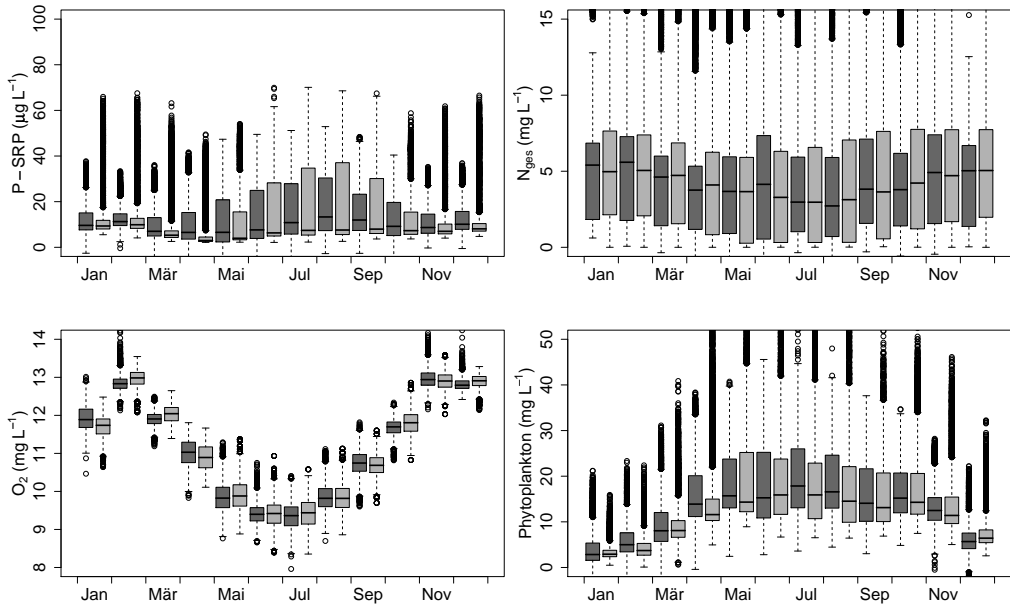 P−SRP (μg L⁻¹)
100
80
60
40
20
0
Jan
Mär
Mai
Jul
Sep
Nov
N_ges (mg L⁻¹)
15
10
5
0
Jan
Mär
Mai
Jul
Sep
Nov
O₂ (mg L⁻¹)
14
13
12
11
10
9
8
Jan
Mär
Mai
Jul
Sep
Nov
Phytoplankton (mg L⁻¹)
50
40
30
20
10
0
Jan
Mär
Mai
Jul
Sep
Nov